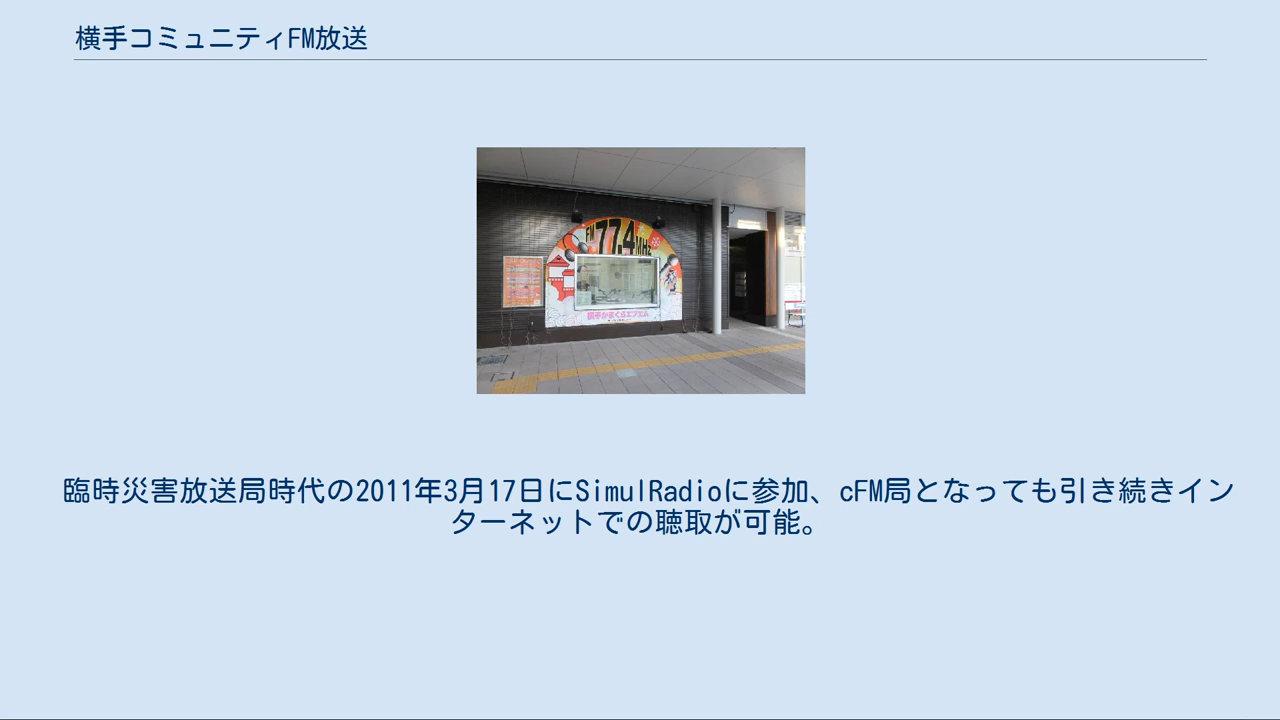 横手コミュニティFM放送
FM
77.4
MHz
横手かまくらエフエム
臨時災害放送局時代の2011年3月17日にSimulRadioに参加、cFM局となっても引き続きイン
ターネットでの聴取が可能。